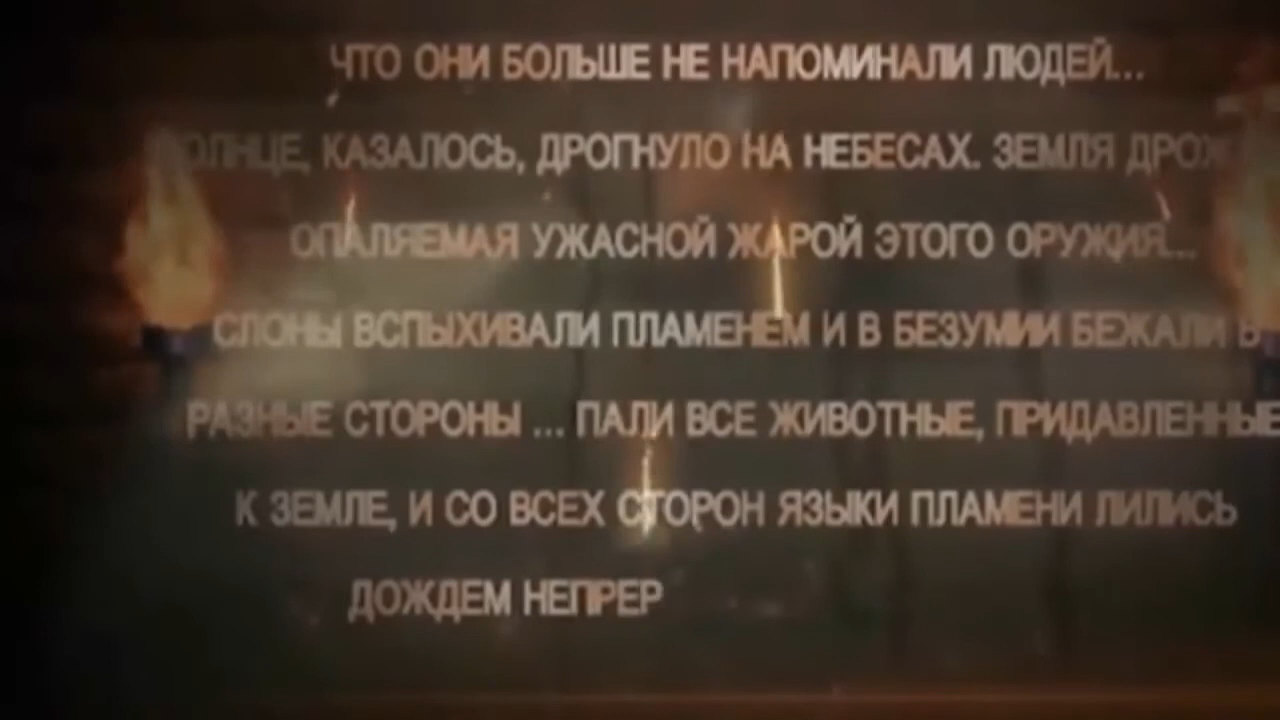 ЧТО ОНИ БОЛЬШЕ НЕ НАПОМИНАЛИ ЛЮДЕЙ...
КАЗАЛОСЬ, ДРОГНУЛО НА НЕБЕСАХ. ЗЕМЛЯ
ОПАЛЯЕМАЯ УЖАСНОЙ ЖАРОЙ ЭТОГО ОРУЖИЯ...
СЛОНЫ ВСПЫХИВАЛИ ПЛАМЕНЕМ И В БЕЗУМИИ БЕЖАЛИ В
РАЗНЫЕ СТОРОНЫ ... ПАЛИ ВСЕ ЖИВОТНЫЕ, ПРИДАВЛЕННЫЕ
К ЗЕМЛЕ, И СО ВСЕХ СТОРОН ЯЗЫКИ ПЛАМЕНИ ЛИЛИСЬ
ДОЖДЕМ НЕПРЕР